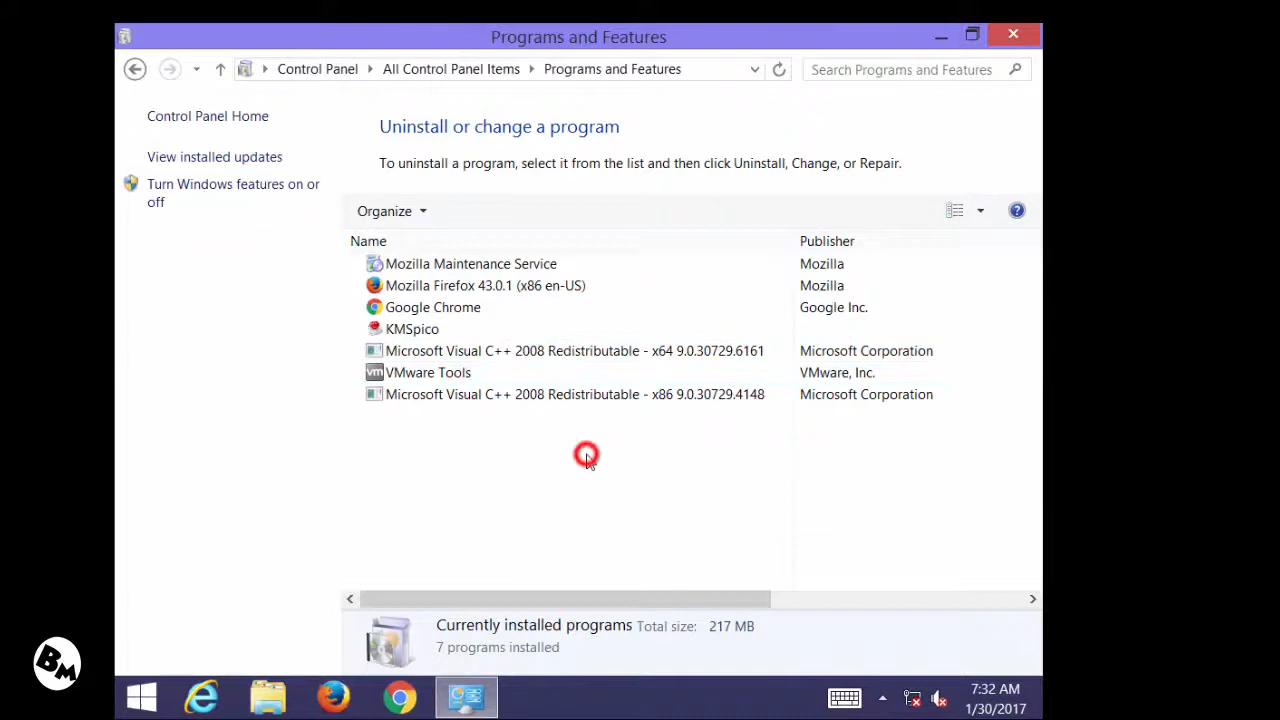 Programs and Features
Control Panel All Control Panel Items Programs and Features Search Programs and Features
Control Panel Home
View installed updates
Turn Windows features on or
off
Uninstall or change a program
To uninstall a program, select it from the list and then click Uninstall, Change, or Repair.
Organize
Name Publisher
Mozilla Maintenance Service Mozilla
Mozilla Firefox 43.0.1 (x86 en-US) Mozilla
Google Chrome Google Inc.
KMSpico
Microsoft Visual C++ 2008 Redistributable - x64 9.0.30729.6161 Microsoft Corporation
vm VMware Tools VMware, Inc.
Microsoft Visual C++ 2008 Redistributable - x86 9.0.30729.4148 Microsoft Corporation
Currently installed programs Total size: 217 MB
7 programs installed
BM
7:32 AM
1/30/2017